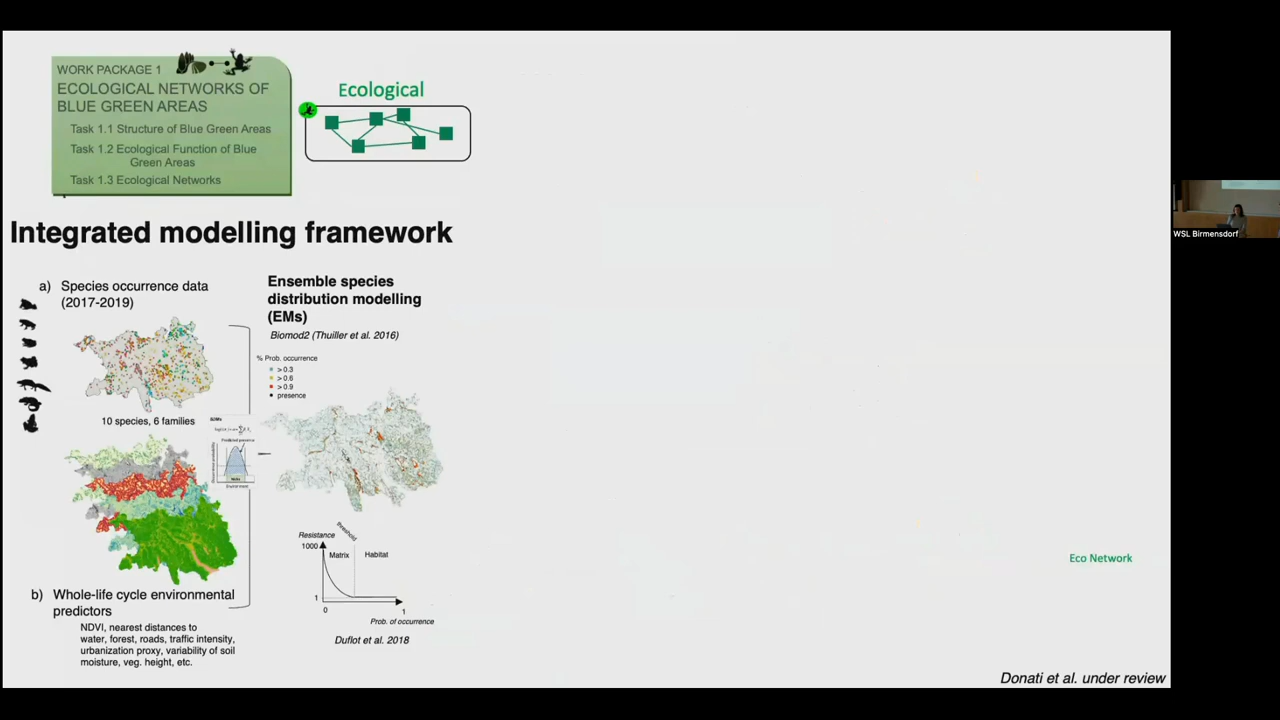 WORK PACKAGE 1
ECOLOGICAL NETWORKS OF
BLUE GREEN AREAS
Task 1.1 Structure of Blue Green Areas
Task 1.2 Ecological Function of Blue
Green Areas
Task 1.3 Ecological Networks
Ecological
Integrated modelling framework
a) Species occurrence data
(2017-2019)
10 species, 6 families
b) Whole-life cycle environmental
predictors
NDVI, nearest distances to
water, forest, roads, traffic intensity,
urbanization proxy, variability of soil
moisture, veg. height, etc.
Ensemble species
distribution modelling
(EMs)
Biomod2 (Thuiller et al. 2016)
% Prob. occurrence
> 0.3
> 0.6
> 0.9
presence
Predicted presence
Resistance
threshold
1000
Matrix
Habitat
1
0
1
Prob. of occurrence
Duflot et al. 2018
Eco Network
Donati et al. under review
WSL Birmensdorf